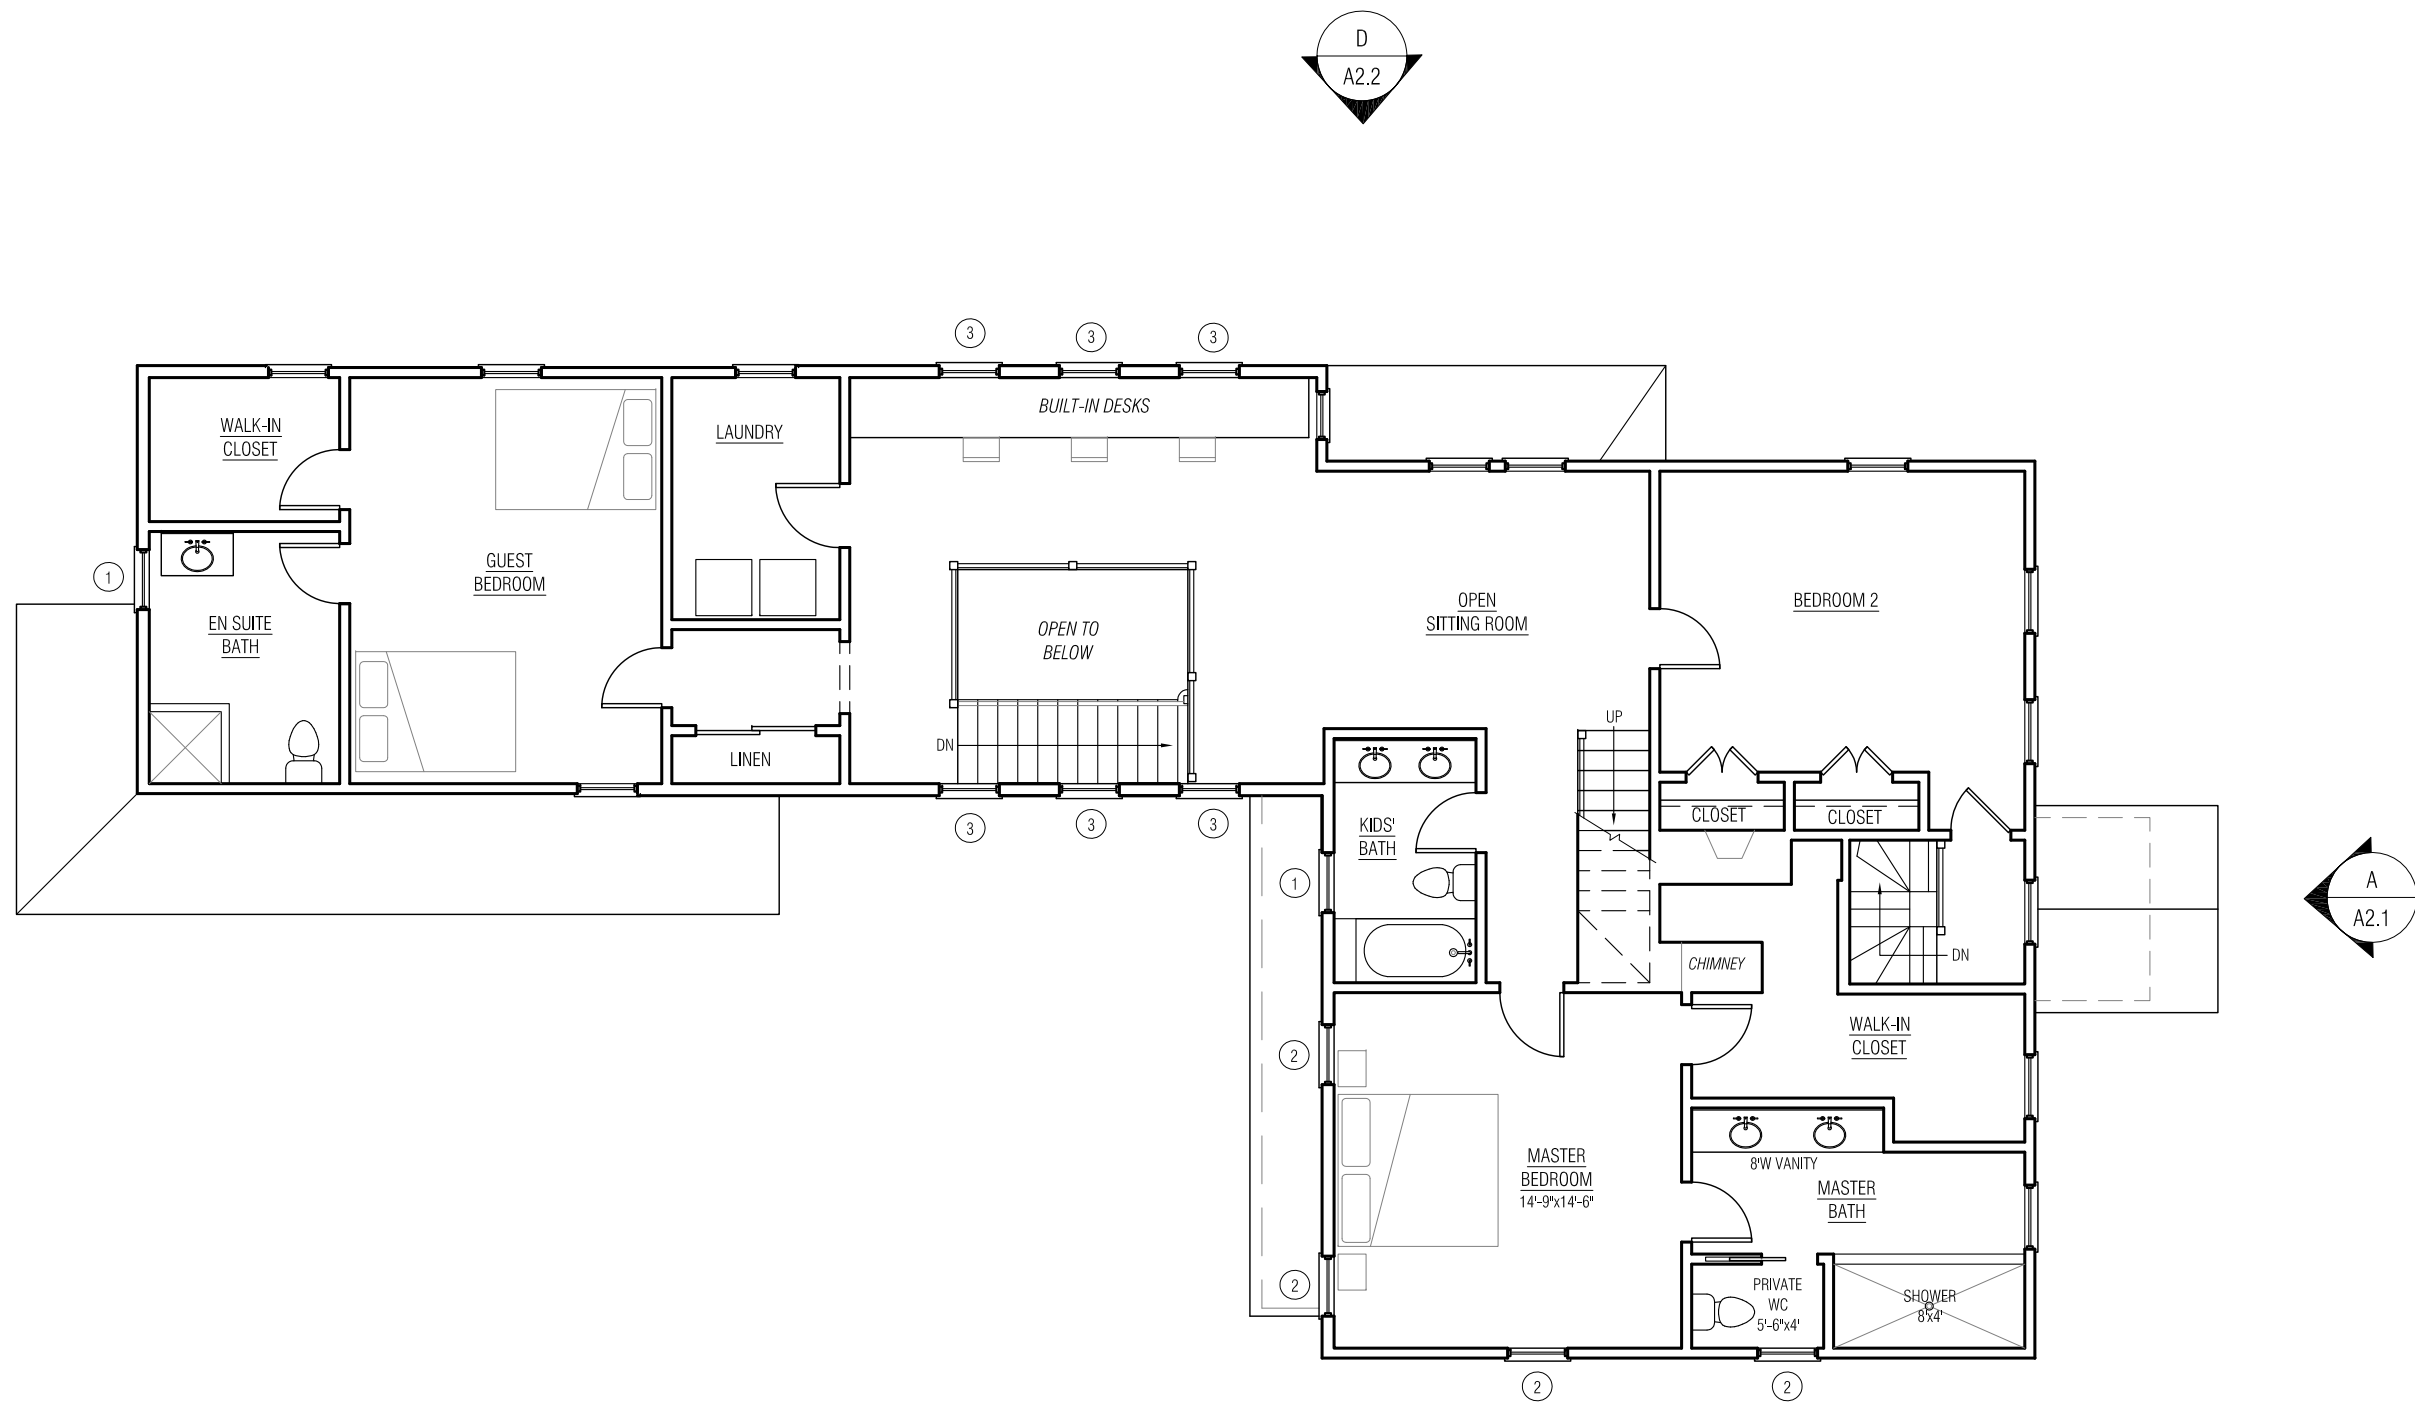 D
A2.2
3
3
3
BUILT-IN DESKS
WALK-IN
CLOSET
LAUNDRY
GUEST
BEDROOM
1
EN SUITE
BATH
OPEN TO
BELOW
OPEN
SITTING ROOM
BEDROOM 2
UP
DN
LINEN
3
3
3
KIDS'
BATH
CLOSET
CLOSET
1
A
A2.1
DN
CHIMNEY
WALK-IN
CLOSET
2
MASTER
BEDROOM
14'-9"x14'-6"
8'W VANITY
MASTER
BATH
2
PRIVATE
WC
5'-6"x4'
SHOWER
8'x4'
2
2